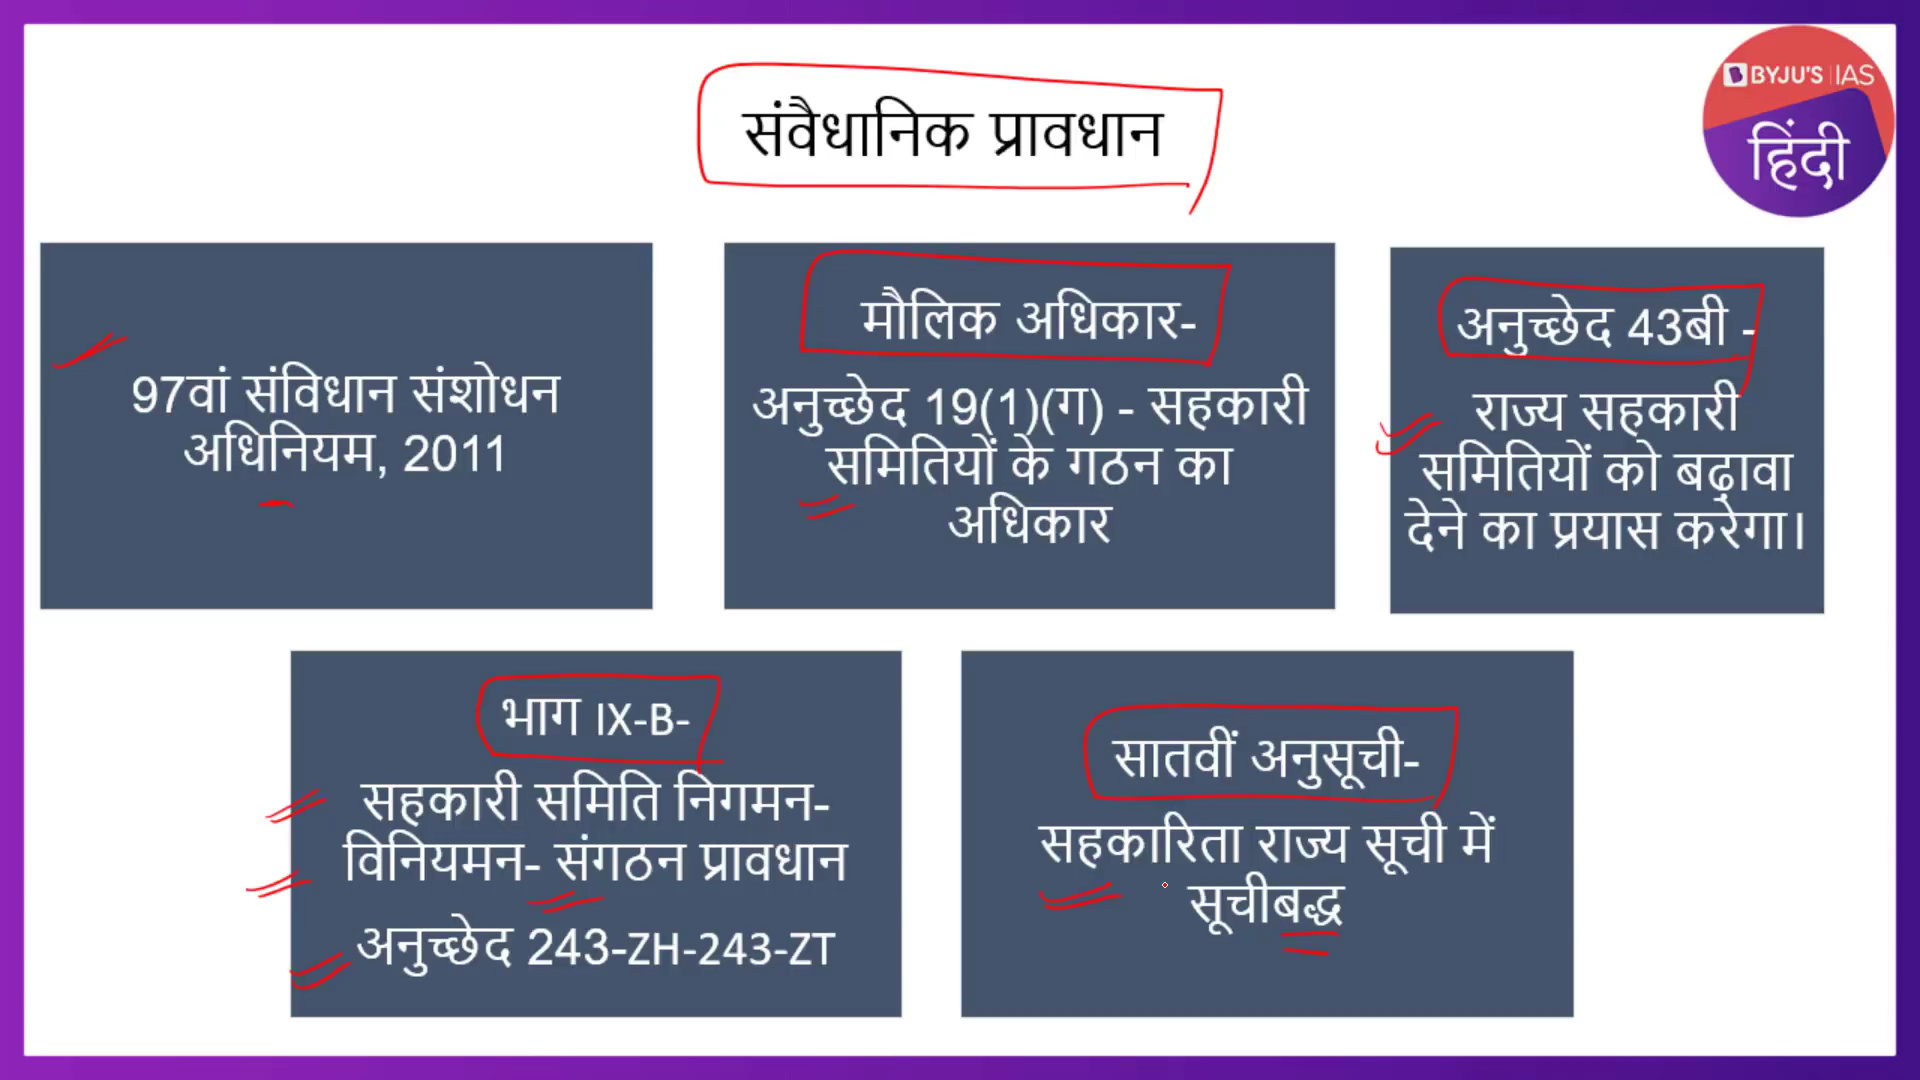 BYJU'S IAS
हिंदी
संवैधानिक प्रावधान
97वां संविधान संशोधन
अधिनियम, 2011
मौलिक अधिकार-
अनुच्छेद 19(1)(ग) - सहकारी
समितियों के गठन का
अधिकार
अनुच्छेद 43बी -
राज्य सहकारी
समितियों को बढ़ावा
देने का प्रयास करेगा।
भाग IX-B-
सहकारी समिति निगमन-
विनियमन- संगठन प्रावधान
अनुच्छेद 243-ZH-243-ZT
सातवीं अनुसूची-
सहकारिता राज्य सूची में
सूचीबद्ध